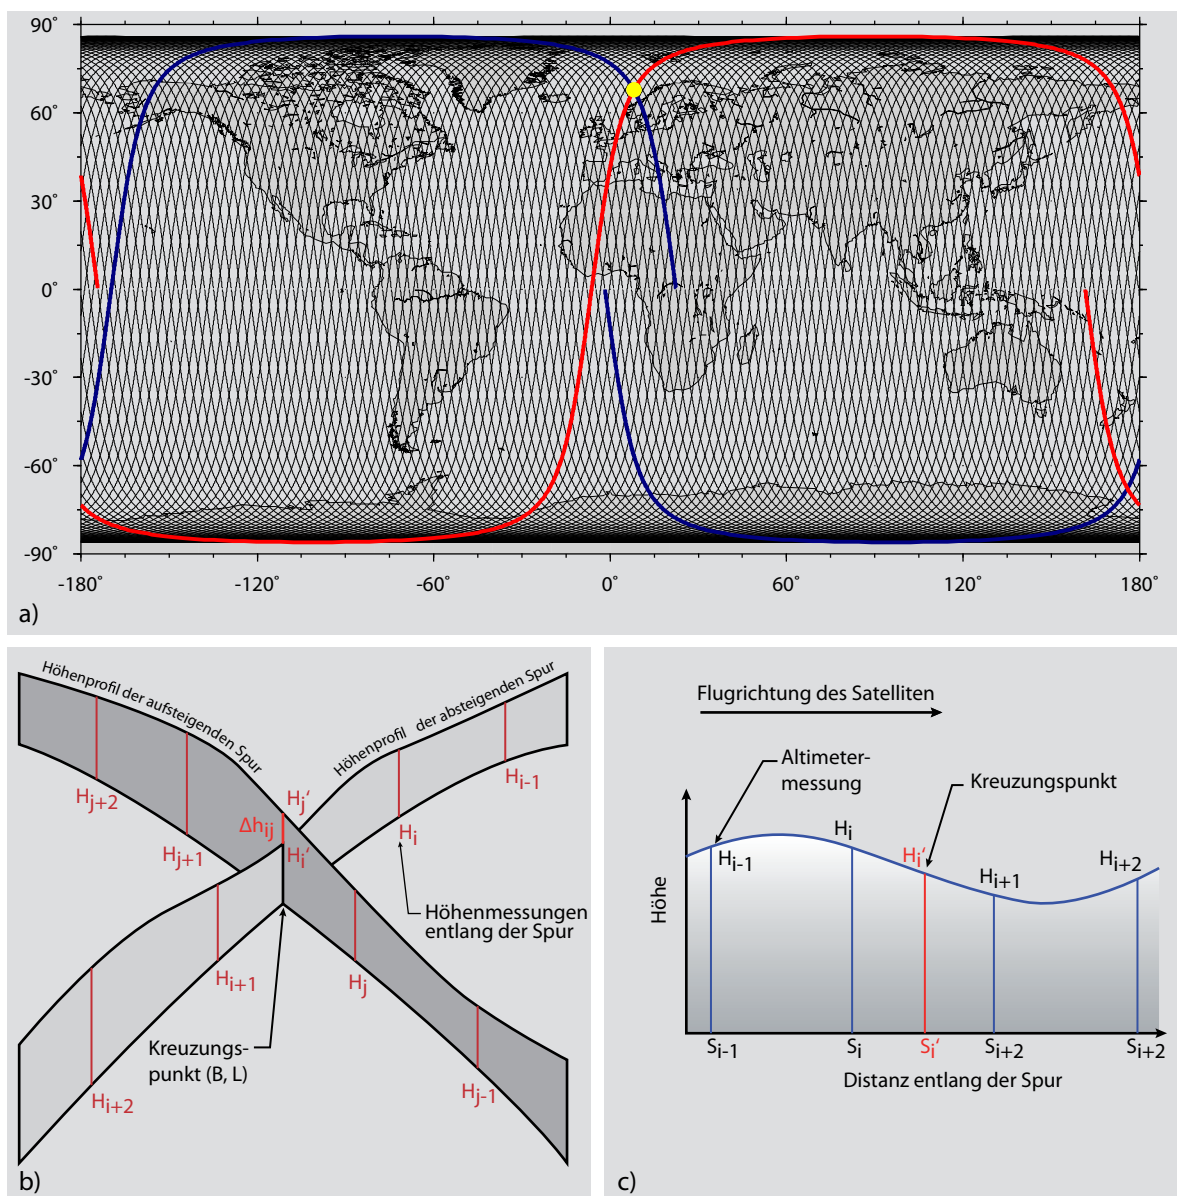 90°
60°
30°
0°
-30°
-60°
-90°
-180° -120° -60° 0° 60° 120° 180°
a)
Höhenprofil der aufsteigenden Spur
Höhenprofil der absteigenden Spur
Hj+2
Hj+1
Hj‘
Δhij
Hi‘
Hi
Hi-1
Höhenmessungen
entlang der Spur
Hi+1
Hj
Kreuzungs-
punkt (B, L)
Hi+2
Hj-1
b)
Flugrichtung des Satelliten
Altimeter-
messung
Kreuzungspunkt
Höhe
Hi-1
Hi
Hi‘
Hi+1
Hi+2
Si-1 Si Si‘ Si+2 Si+2
Distanz entlang der Spur
c)